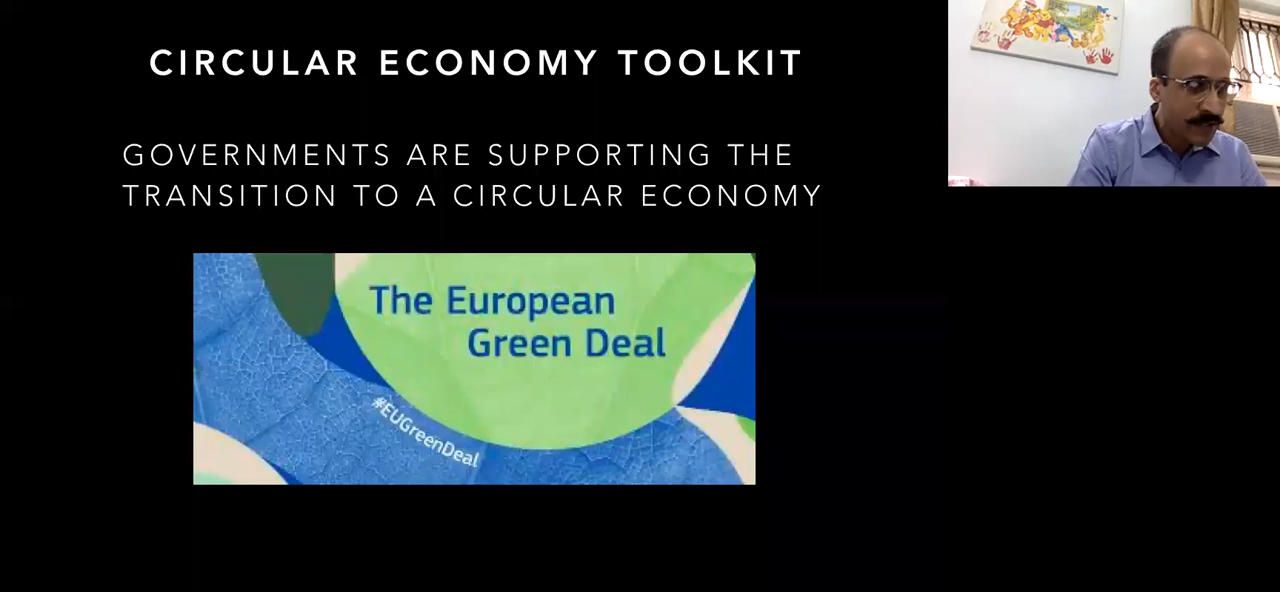 CIRCULAR ECONOMY TOOLKIT
GOVERNMENTS ARE SUPPORTING THE
TRANSITION TO A CIRCULAR ECONOMY
The European
Green Deal
#EUGreenDeal